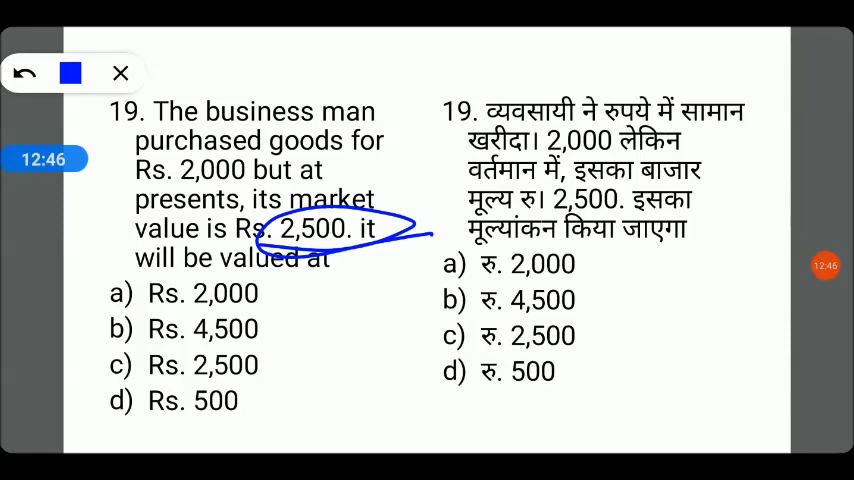 12:46
19. The business man
purchased goods for
Rs. 2,000 but at
presents, its market
value is Rs. 2,500. it
will be valued at
a) Rs. 2,000
b) Rs. 4,500
c) Rs. 2,500
d) Rs. 500
19. व्यवसायी ने रुपये में सामान
खरीदा। 2,000 लेकिन
वर्तमान में, इसका बाजार
मूल्य रु। 2,500. इसका
मूल्यांकन किया जाएगा
a) रु. 2,000
b) रु. 4,500
c) रु. 2,500
d) रु. 500
12:46